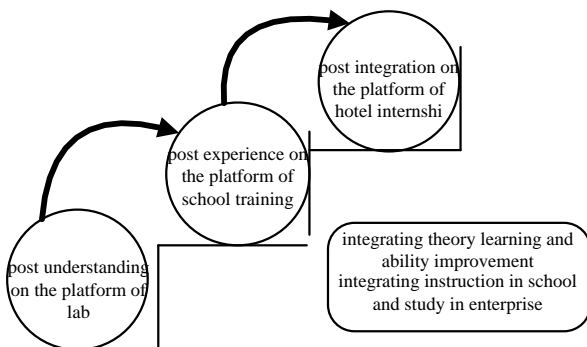 post integration on
the platform of
hotel internshi
post experience on
the platform of
school training
post understanding
on the platform of
lab
integrating theory learning and
ability improvement
integrating instruction in school
and study in enterprise